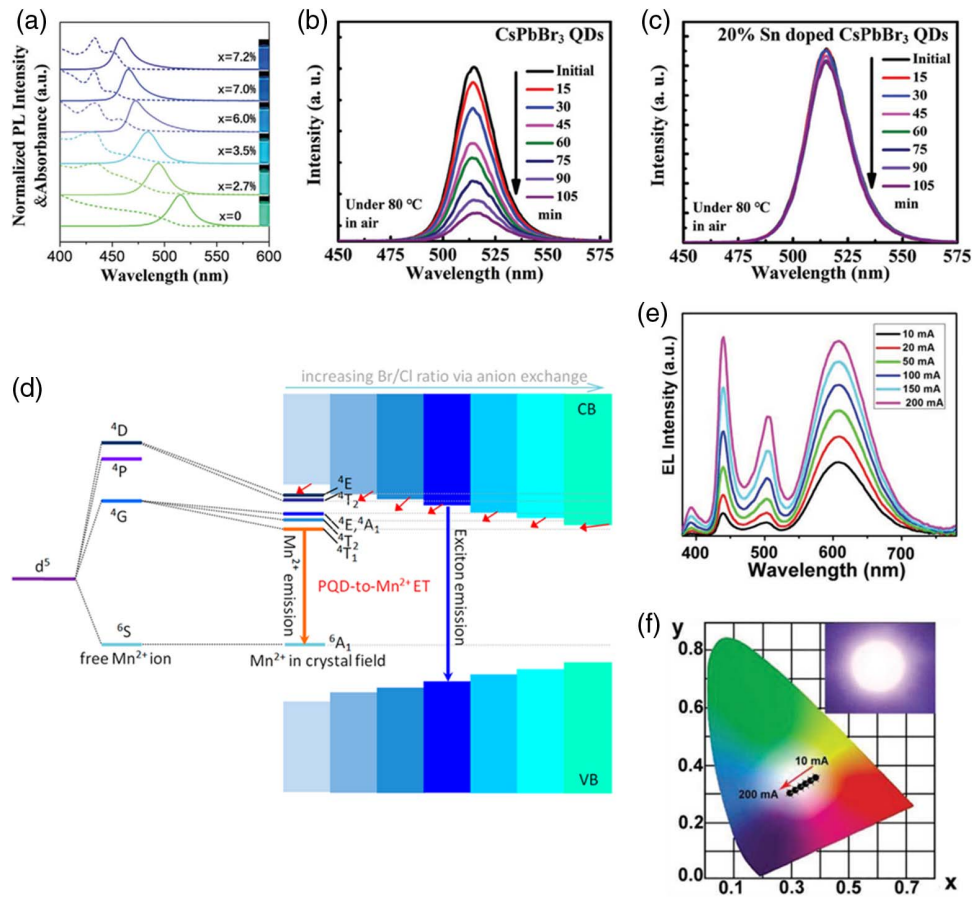 (a)
Normalized PL Intensity
&Absorbance (a.u.)
x=7.2%
x=7.0%
x=6.0%
x=3.5%
x=2.7%
x=0
400 450 500 550 600
Wavelength (nm)
(b)
Intensity (a. u.)
CsPbBr₃ QDs
Initial
15
30
45
60
75
90
105
min
Under 80 °C
in air
450 475 500 525 550 575
Wavelength (nm)
(c)
Intensity (a. u.)
20% Sn doped CsPbBr₃ QDs
Initial
15
30
45
60
75
90
105
min
Under 80 °C
in air
450 475 500 525 550 575
Wavelength (nm)
(d)
increasing Br/Cl ratio via anion exchange
CB
⁴D
⁴P
⁴G
d⁵
⁶S
free Mn²⁺ ion
⁴E
⁴T₂
⁴E,⁴A₁
⁴T₂
⁴T₁
Mn²⁺ emission
PQD-to-Mn²⁺ ET
Exciton emission
⁶A₁
Mn²⁺ in crystal field
VB
(e)
EL Intensity (a.u.)
10 mA
20 mA
50 mA
100 mA
150 mA
200 mA
400 500 600 700
Wavelength (nm)
(f)
y
0.8
0.6
0.4
0.3
0.2
0.0
10 mA
200 mA
0.1 0.3 0.5 0.7 x